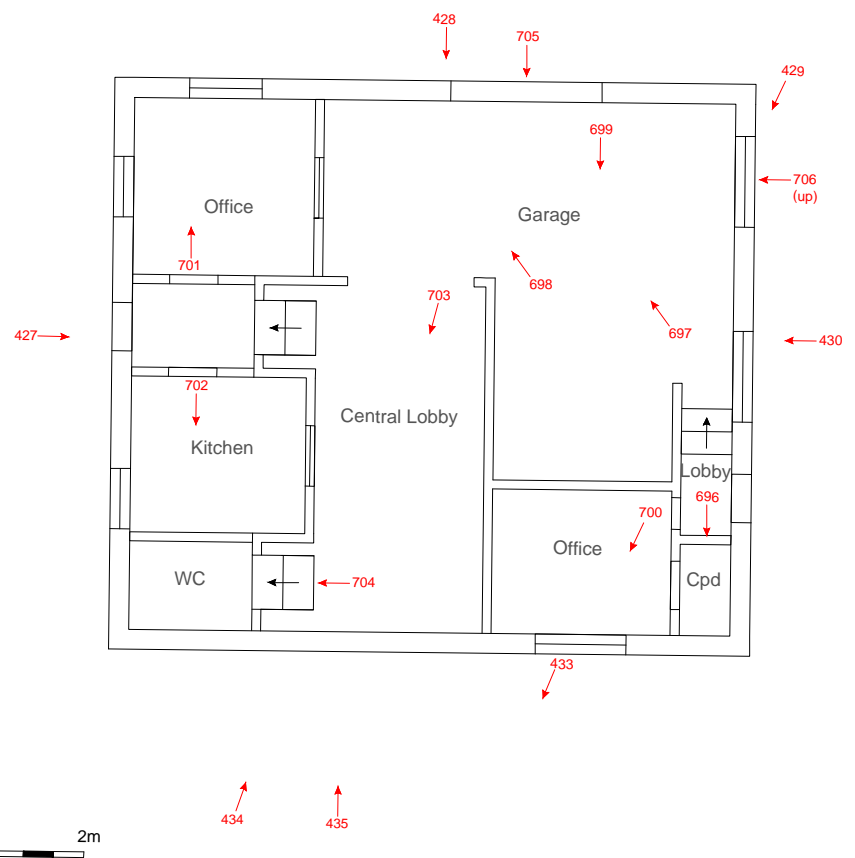 428
705
429
699
706
(up)
Office
Garage
701
698
703
427
697
430
702
Central Lobby
Kitchen
Lobby
696
700
Office
WC
704
Cpd
433
434
435
2m